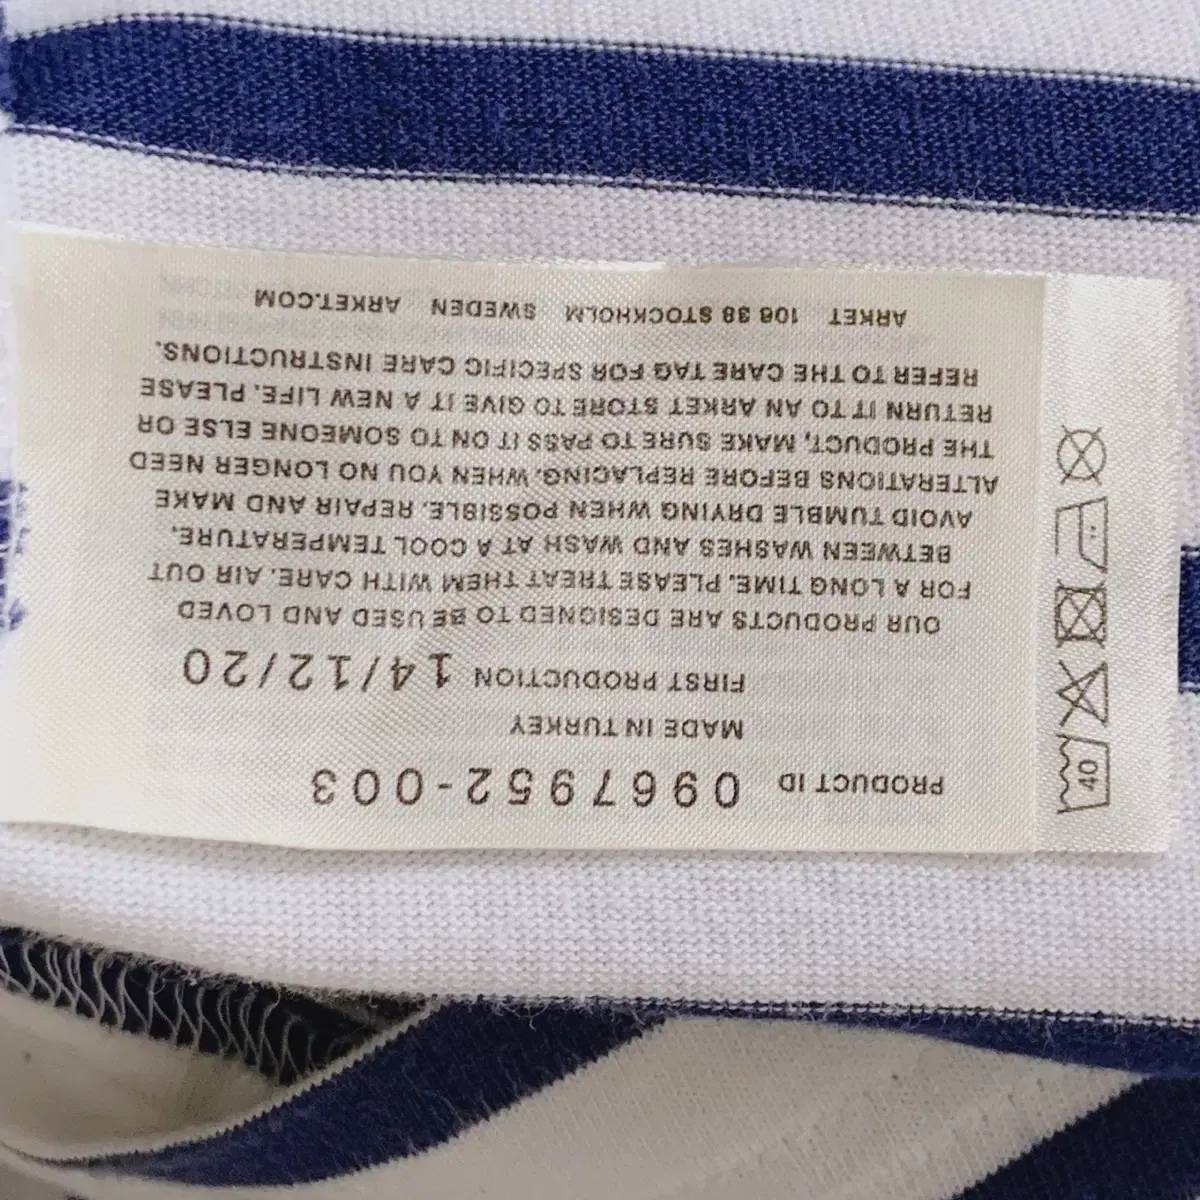 PRODUCT ID 0967952-003
MADE IN TURKEY
FIRST PRODUCTION 14/12/20
OUR PRODUCTS ARE DESIGNED TO BE USED AND LOVED
FOR A LONG TIME. PLEASE TREAT THEM WITH CARE. AIR OUT
BETWEEN WASHES AND WASH AT A COOL TEMPERATURE.
AVOID TUMBLE DRYING WHEN POSSIBLE. REPAIR AND MAKE
ALTERATIONS BEFORE REPLACING. WHEN YOU NO LONGER NEED
THE PRODUCT, MAKE SURE TO PASS IT ON TO SOMEONE ELSE OR
RETURN IT TO AN ARKET STORE TO GIVE IT A NEW LIFE. PLEASE
REFER TO THE CARE TAG FOR SPECIFIC CARE INSTRUCTIONS.
ARKET 106 38 STOCKHOLM SWEDEN ARKET.COM
40